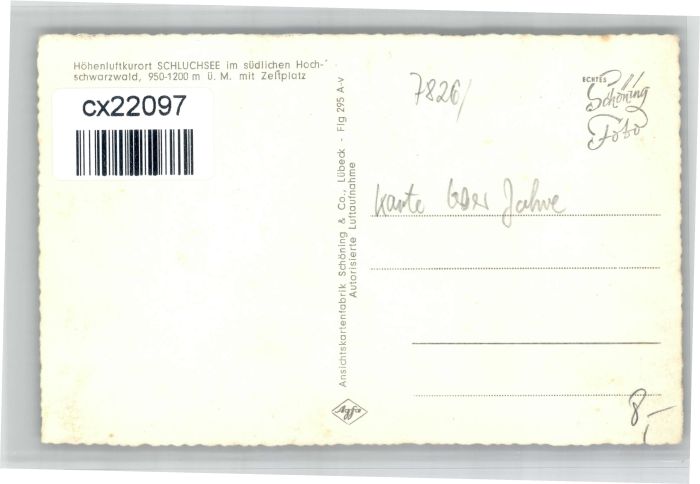 Höhenluftkurort SCHLUCHSEE im südlichen Hoch-
schwarzwald, 950-1200 m ü. M. mit Zeltplatz
cx22097
7826/
ECHTES
Schöning
Foto
Ansichtskartenfabrik Schöning & Co., Lübeck - Flg 295 A-v
Autorisierte Luftaufnahme
Karte 60er Jahre
Agfa
8,-